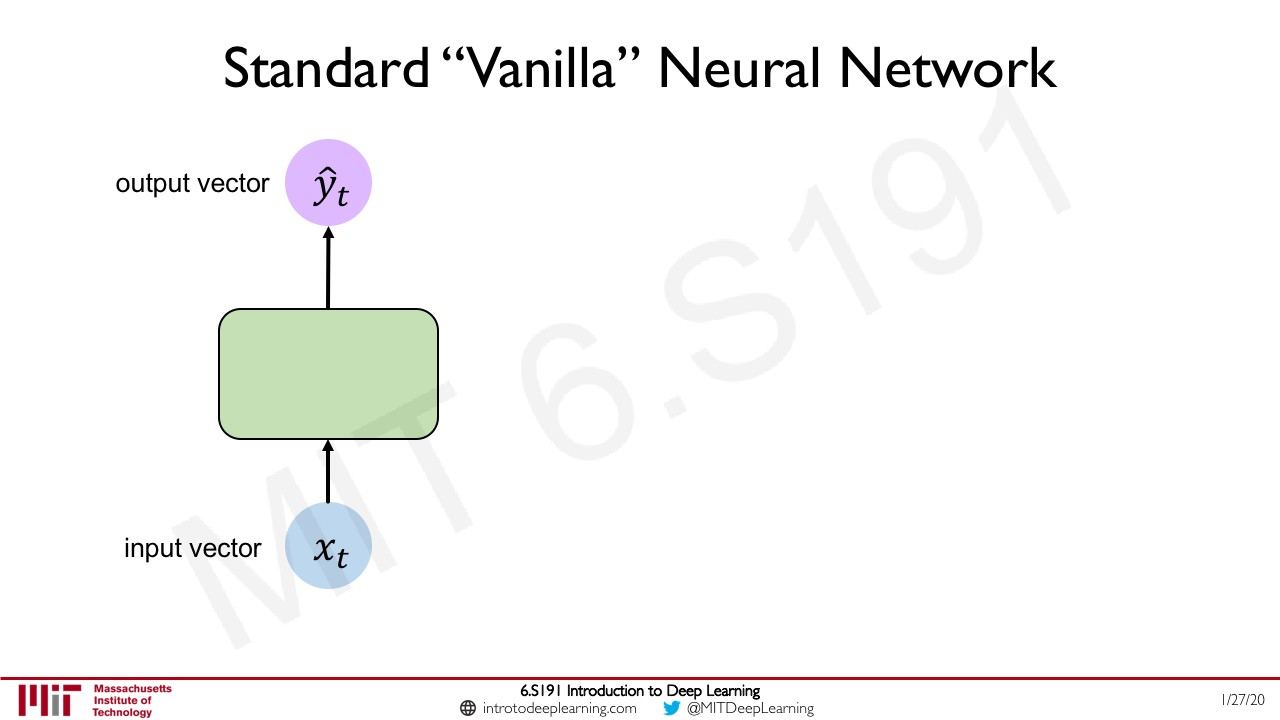 Standard “Vanilla” Neural Network
output vector
ŷₜ
input vector
xₜ
MIT 6.S191
Massachusetts
Institute of
Technology
6.S191 Introduction to Deep Learning
introtodeeplearning.com @MITDeepLearning
1/27/20